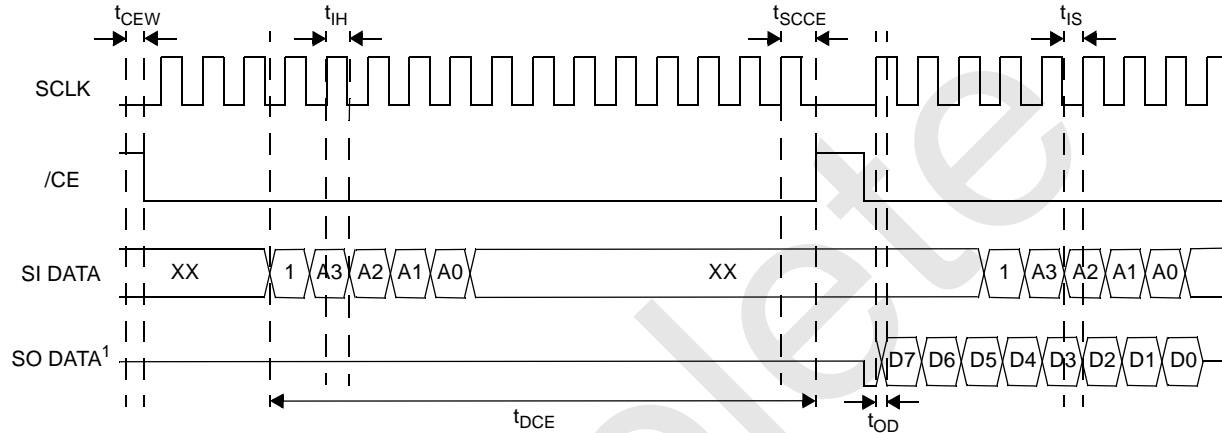 tCEW tIH tSCCE tIS
SCLK
/CE
SI DATA XX 1 A3 A2 A1 A0 XX 1 A3 A2 A1 A0
SO DATA1 D7 D6 D5 D4 D3 D2 D1 D0
tDCE tOD